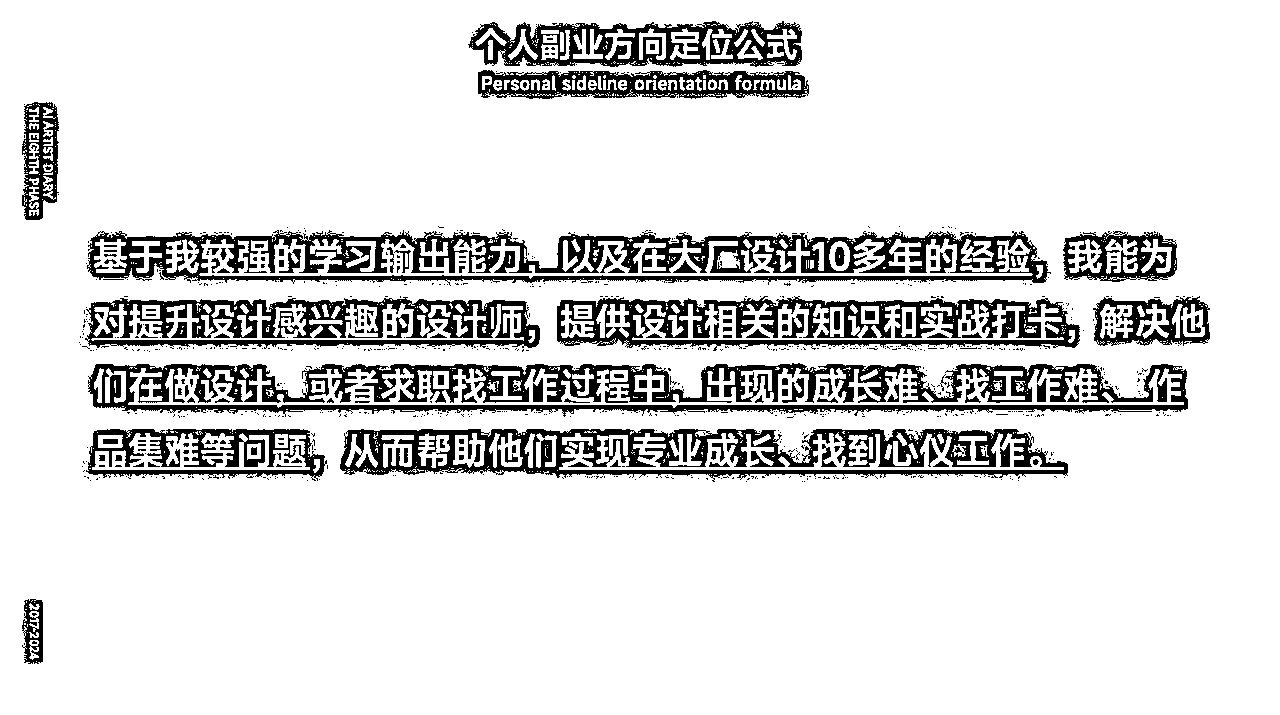 个人副业方向定位公式
Personal sideline orientation formula
AI ARTIST DIARY
THE EIGHTH PHASE
基于我较强的学习输出能力，以及在大厂设计10多年的经验，我能为
对提升设计感兴趣的设计师，提供设计相关的知识和实战打卡，解决他
们在做设计，或者求职找工作过程中，出现的成长难、找工作难、作
品集难等问题，从而帮助他们实现专业成长、找到心仪工作。
2017-2024